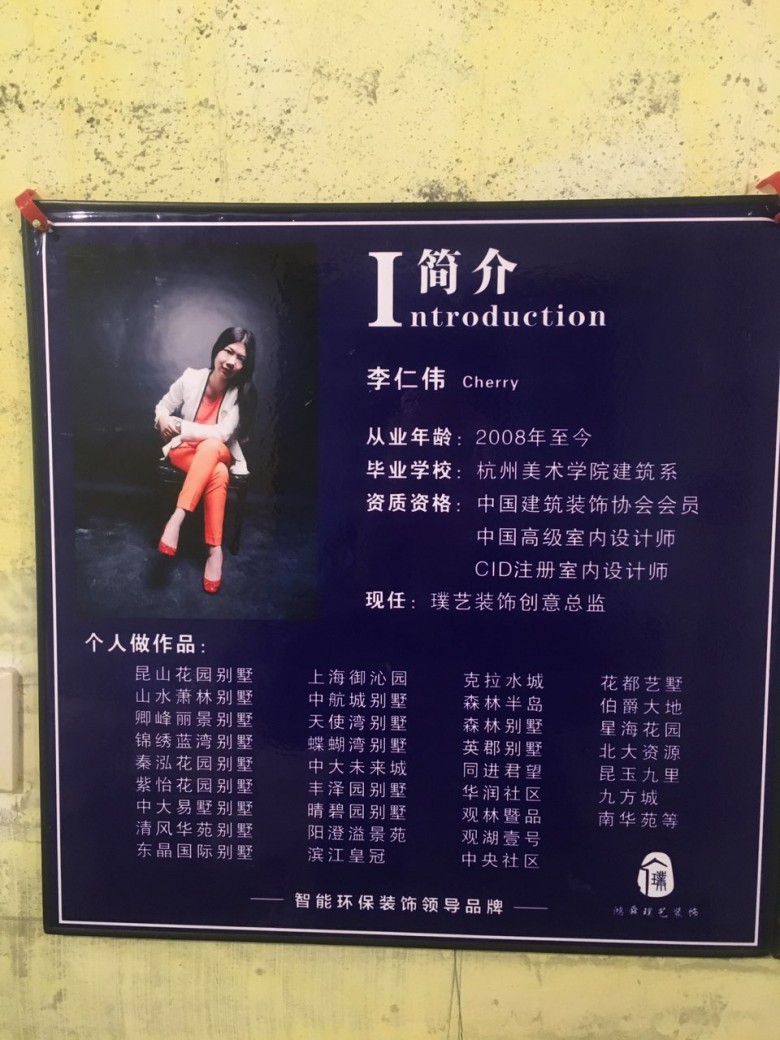 简介
Introduction
李仁伟 Cherry
从业年龄：2008年至今
毕业学校：杭州美术学院建筑系
资质资格：中国建筑装饰协会会员
中国高级室内设计师
CID注册室内设计师
现任：璞艺装饰创意总监
个人做作品：
昆山花园别墅 上海御沁园 克拉水城 花都艺墅
山水萧林别墅 中航城别墅 森林半岛 伯爵大地
卿峰丽景别墅 天使湾别墅 森林别墅 星海花园
锦绣蓝湾别墅 蝶蝴湾别墅 英郡别墅 北大资源
秦泓花园别墅 中大未来城 同进君望 昆玉九里
紫怡花园别墅 丰泽园别墅 华润社区 九方城
中大易墅别墅 晴碧园别墅 观林暨品 南华苑等
清风华苑别墅 阳澄溢景苑 观湖壹号
东晶国际别墅 滨江皇冠 中央社区
智能环保装饰领导品牌
璞
鸿舜璞艺装饰